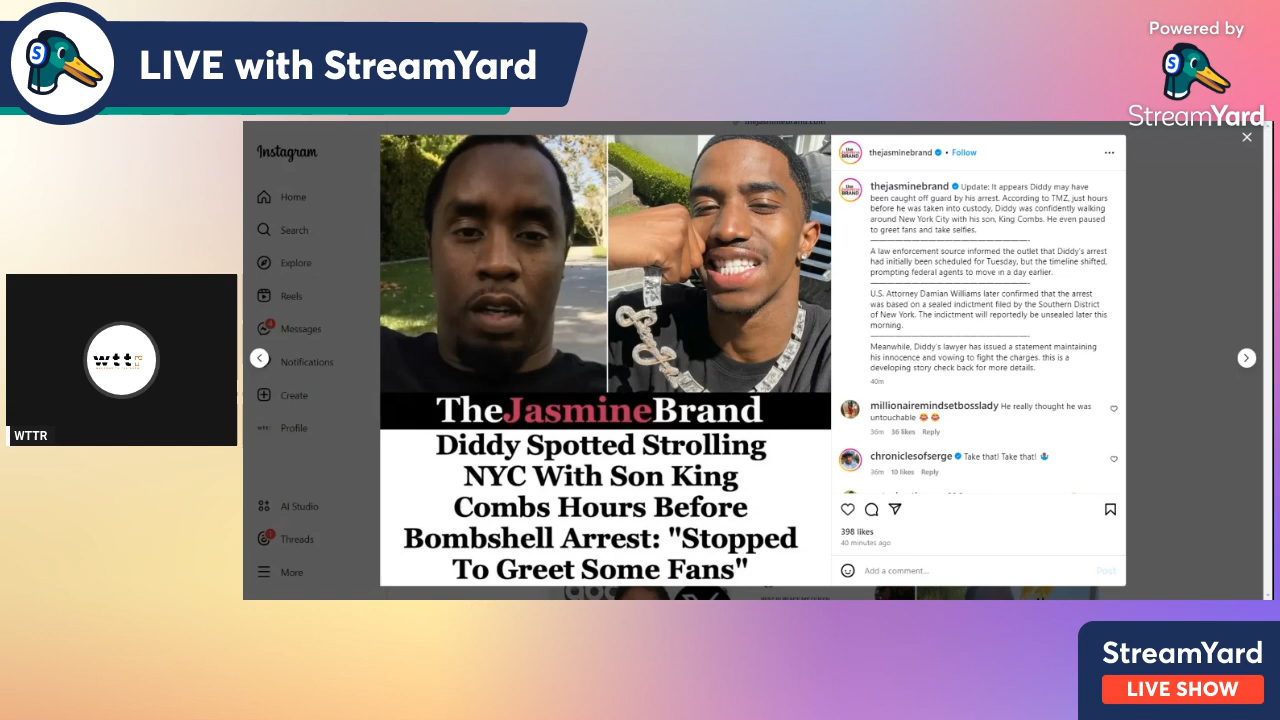 LIVE with StreamYard
Powered by
StreamYard
thejasminebrand.com
Instagram
Home
Search
Explore
Reels
4
Messages
Notifications
Create
Profile
AI Studio
1
Threads
More
S
S
wttr
WTTR
TheJasmineBrand
Diddy Spotted Strolling
NYC With Son King
Combs Hours Before
Bombshell Arrest: "Stopped
To Greet Some Fans"
thejasminebrand • Follow
thejasminebrand Update: It appears Diddy may have
been caught off guard by his arrest. According to TMZ, just hours
before he was taken into custody, Diddy was confidently walking
around New York City with his son, King Combs. He even paused
to greet fans and take selfies.
A law enforcement source informed the outlet that Diddy's arrest
had initially been scheduled for Tuesday, but the timeline shifted,
prompting federal agents to move in a day earlier.
U.S. Attorney Damian Williams later confirmed that the arrest
was based on a sealed indictment filed by the Southern District
of New York. The indictment will reportedly be unsealed later this
morning.
Meanwhile, Diddy's lawyer has issued a statement maintaining
his innocence and vowing to fight the charges. this is a
developing story check back for more details.
40m
millionairemindsetbosslady He really thought he was
untouchable
36m 36 likes Reply
chroniclesofserge Take that! Take that!
36m 10 likes Reply
398 likes
40 minutes ago
Add a comment...
Post
StreamYard
LIVE SHOW